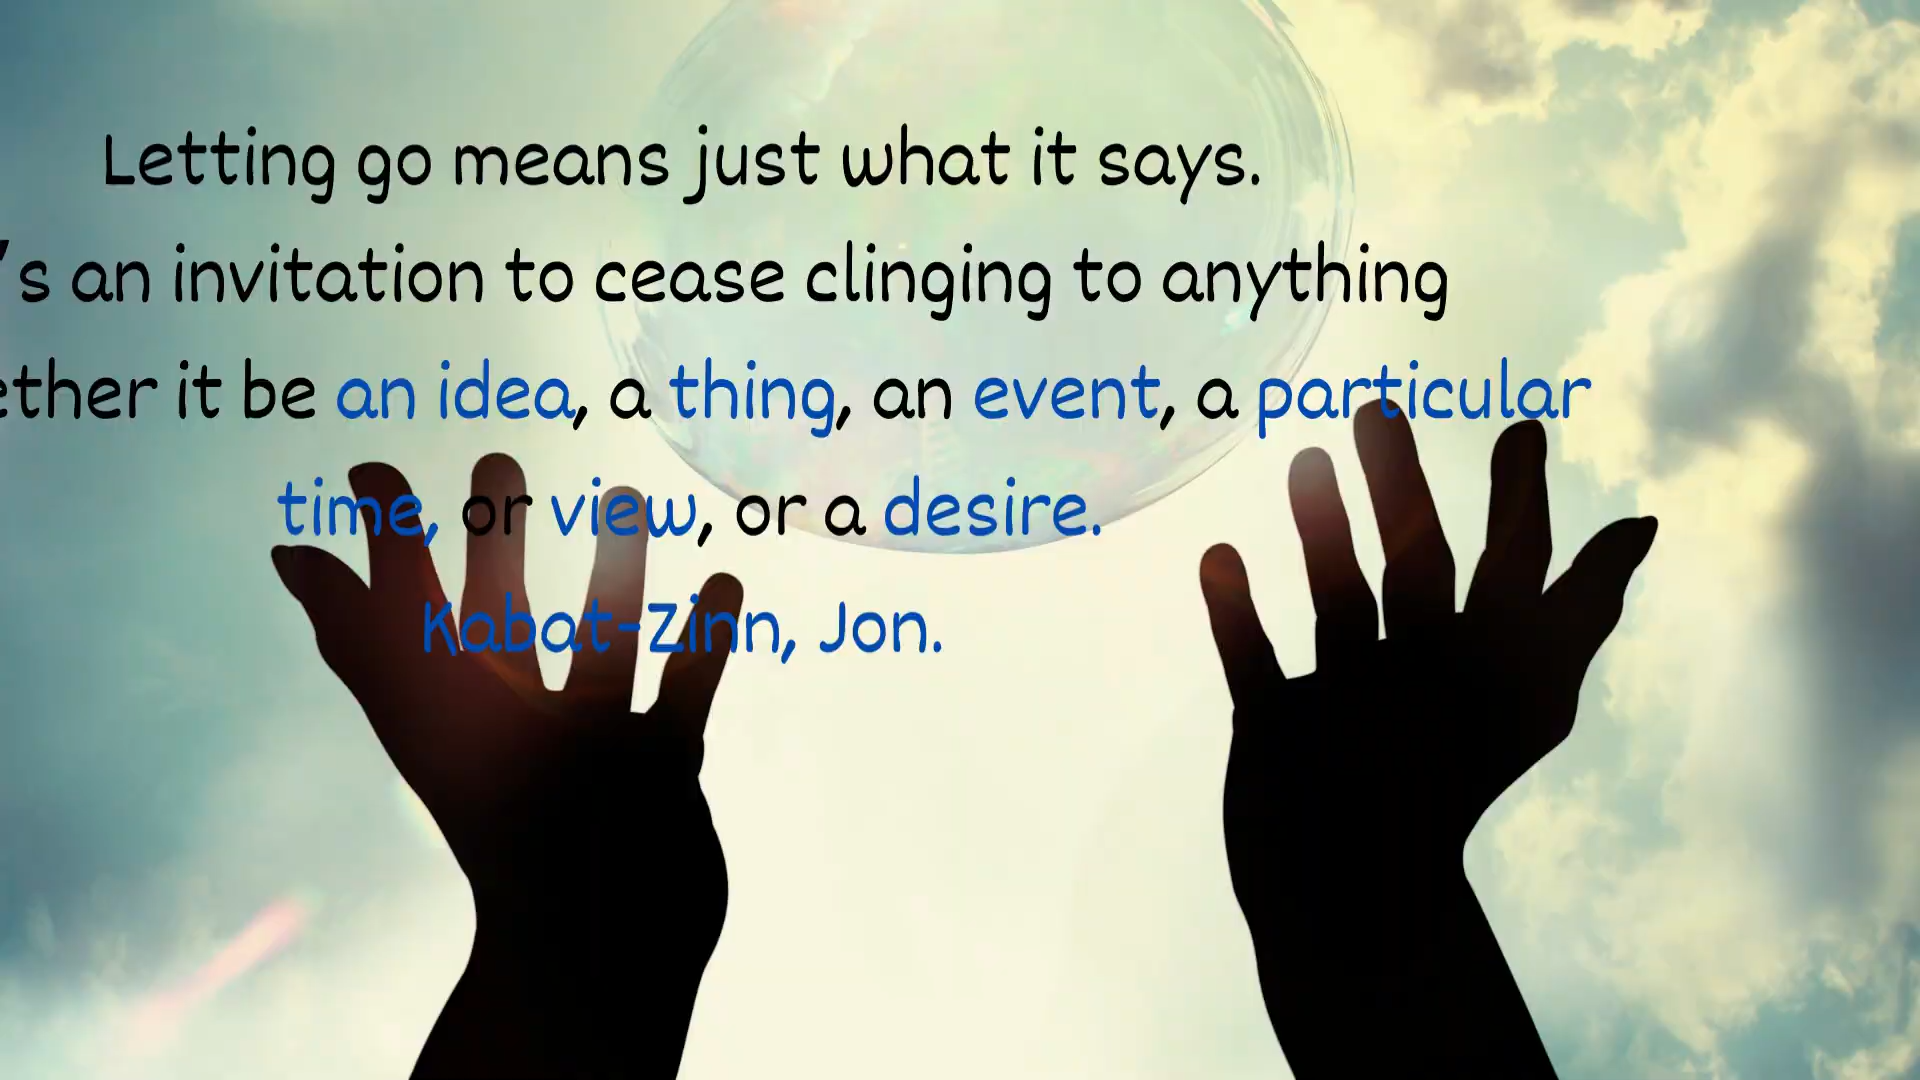 Letting go means just what it says.
's an invitation to cease clinging to anything
ether it be an idea, a thing, an event, a particular
time, or view, or a desire.
Kabat-Zinn, Jon.